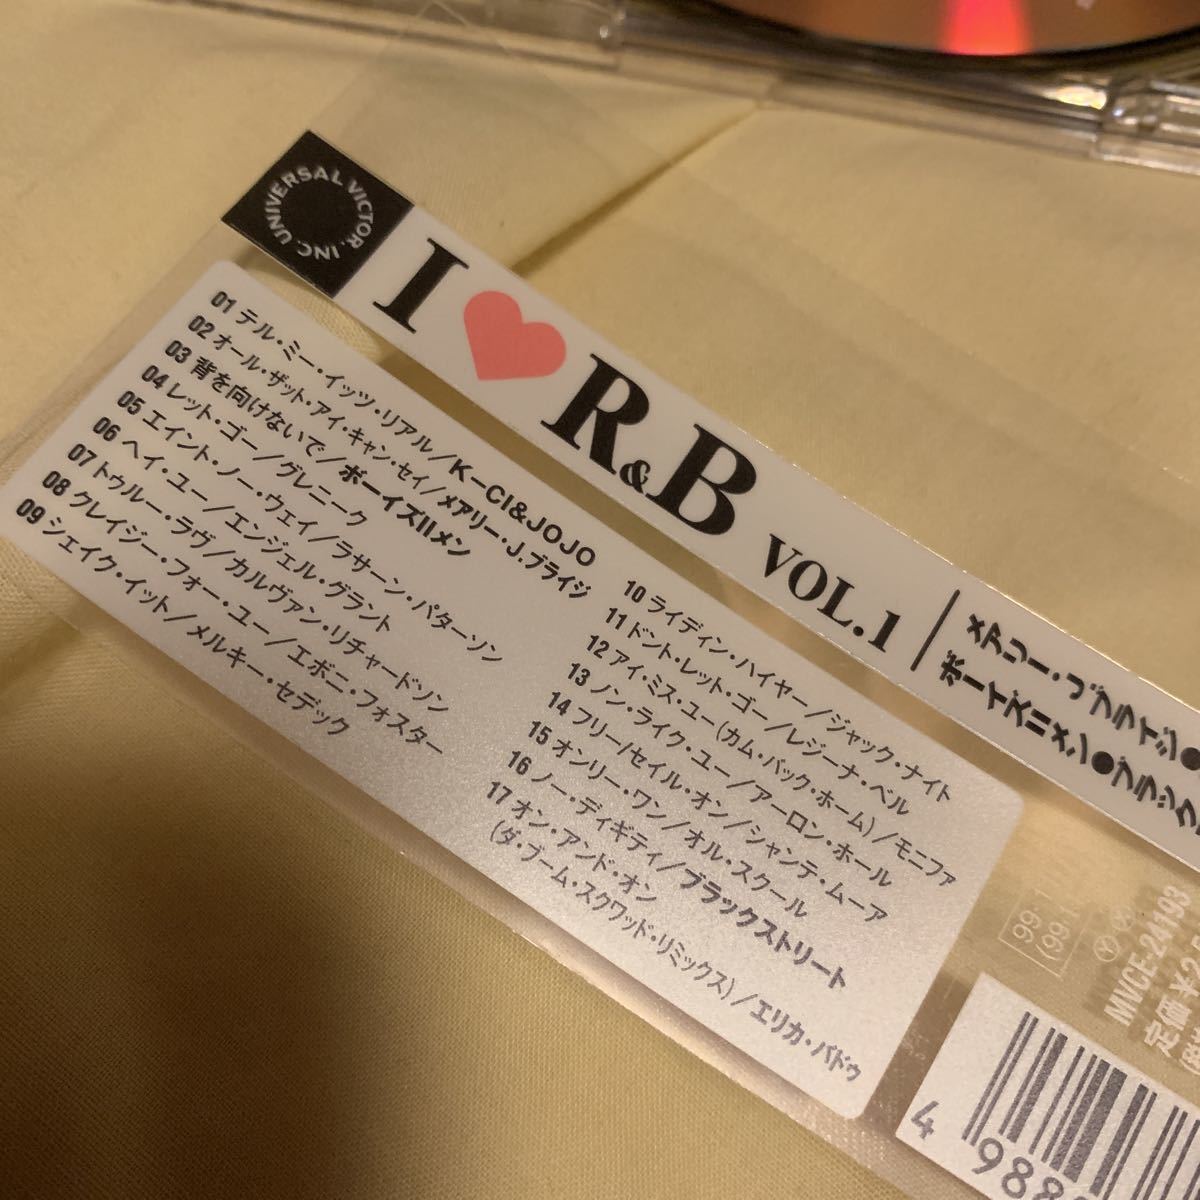 UNIVERSAL VICTOR, INC.
I ♥ R&B VOL.1
メアリー・J.ブライジ●
ボーイズIIメン●ブラック
01 テル・ミー・イッツ・リアル/K-CI&JOJO
02 オール・ザット・アイ・キャン・セイ/メアリー・J.ブライジ
03 背を向けないで/ボーイズIIメン
04 レット・ゴー/グレニーク
05 エイント・ノー・ウェイ/ラサーン・パターソン
06 ヘイ・ユー/エンジェル・グラント
07 トゥルー・ラヴ/カルヴァン・リチャードソン
08 クレイジー・フォー・ユー/エボニ・フォスター
09 シェイク・イット/メルキー・セデック
10 ライディン・ハイヤー/ジャック・ナイト
11 ドント・レット・ゴー/レジーナ・ベル
12 アイ・ミス・ユー(カム・バック・ホーム)/モニファ
13 ノン・ライク・ユー/アーロン・ホール
14 フリー/セイル・オン/シャンテ・ムーア
15 オンリー・ワン/オル・スクール
16 ノー・ディギティ/ブラックストリート
17 オン・アンド・オン
(ダ・ブーム・スクワッド・リミックス)/エリカ・バドゥ
MVCE-24193
定価¥2
4 988